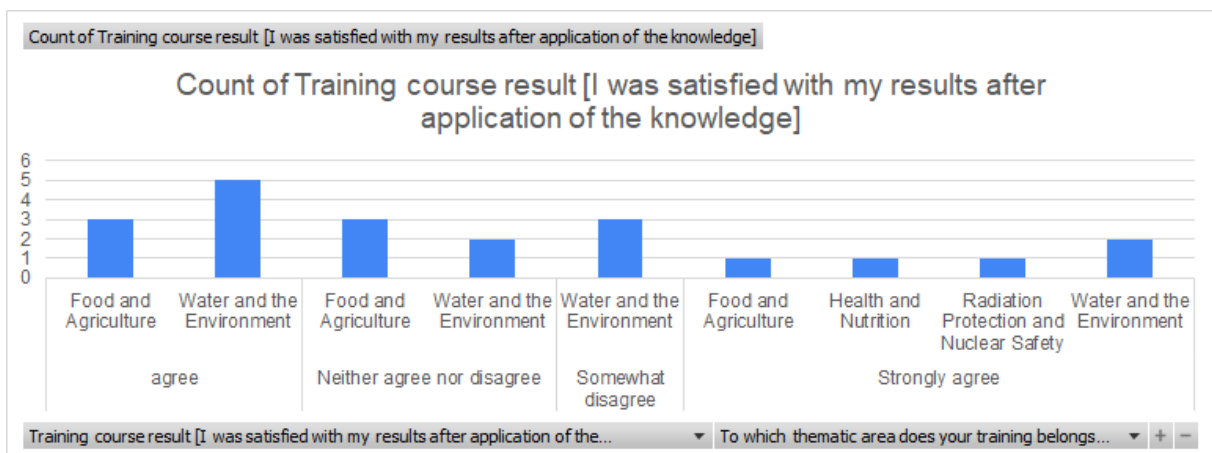 Count of Training course result [I was satisfied with my results after application of the knowledge]
Count of Training course result [I was satisfied with my results after
application of the knowledge]
6
5
4
3
2
1
0
Food and
Agriculture
Water and the
Environment
Food and
Agriculture
Water and the
Environment
Water and the
Environment
Food and
Agriculture
Health and
Nutrition
Radiation
Protection and
Nuclear Safety
Water and the
Environment
agree
Neither agree nor disagree
Somewhat
disagree
Strongly agree
Training course result [I was satisfied with my results after application of the...
To which thematic area does your training belongs...
+ −